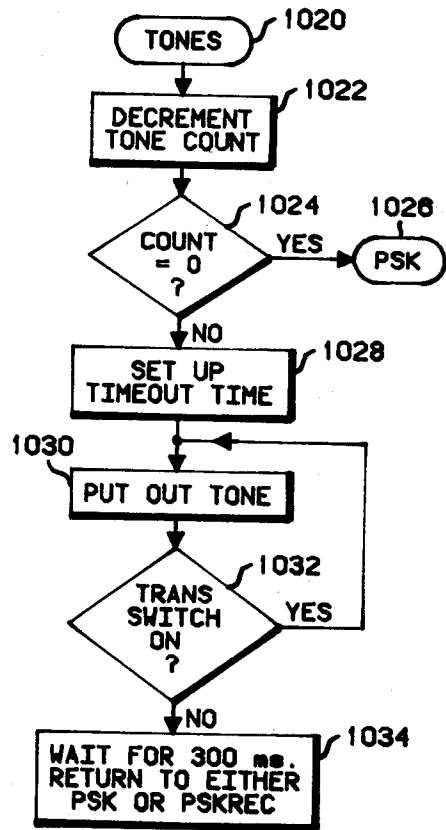 TONES
1020
1022
DECREMENT
TONE COUNT
1024
COUNT
= 0
?
YES
1026
PSK
NO
1028
SET UP
TIMEOUT TIME
1030
PUT OUT TONE
1032
TRANS
SWITCH
ON
?
YES
NO
1034
WAIT FOR 300 ms.
RETURN TO EITHER
PSK OR PSKREC